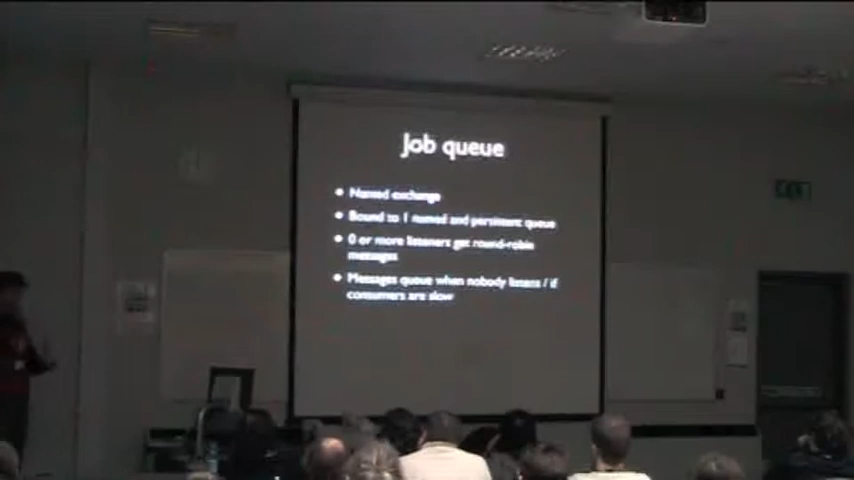 Job queue
Named exchange
Bound to 1 named and persistent queue
0 or more listeners get round-robin
messages
Messages queue when nobody listens / if
consumers are slow